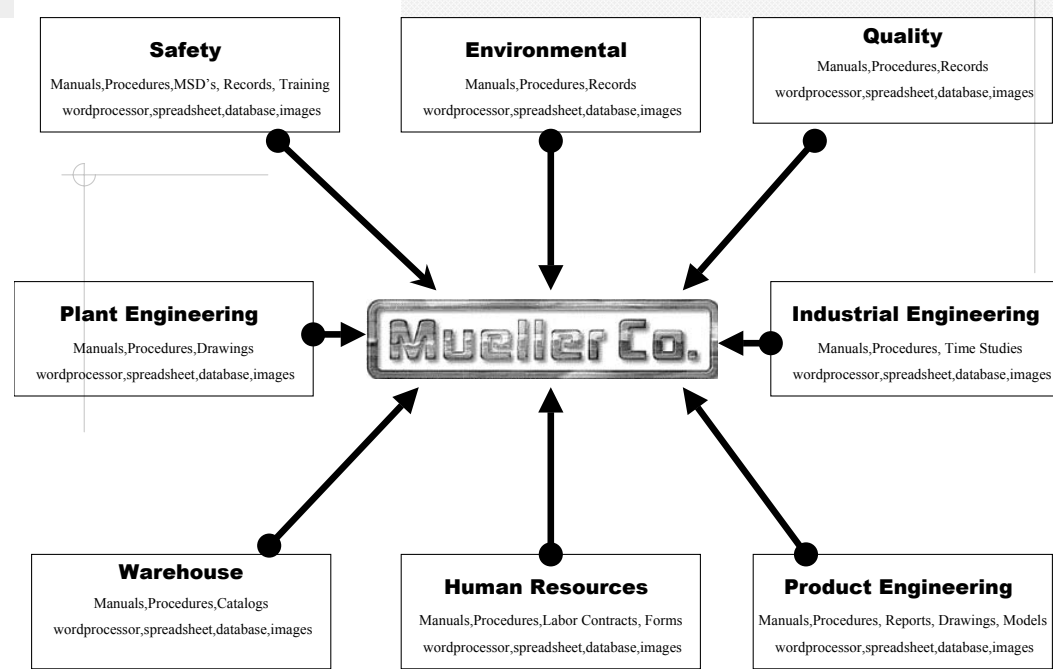 Safety
Manuals,Procedures,MSD's, Records, Training
wordprocessor,spreadsheet,database,images
Environmental
Manuals,Procedures,Records
wordprocessor,spreadsheet,database,images
Quality
Manuals,Procedures,Records
wordprocessor,spreadsheet,database,images
Plant Engineering
Manuals,Procedures,Drawings
wordprocessor,spreadsheet,database,images
Mueller Co.
Industrial Engineering
Manuals,Procedures, Time Studies
wordprocessor,spreadsheet,database,images
Warehouse
Manuals,Procedures,Catalogs
wordprocessor,spreadsheet,database,images
Human Resources
Manuals,Procedures,Labor Contracts, Forms
wordprocessor,spreadsheet,database,images
Product Engineering
Manuals,Procedures, Reports, Drawings, Models
wordprocessor,spreadsheet,database,images